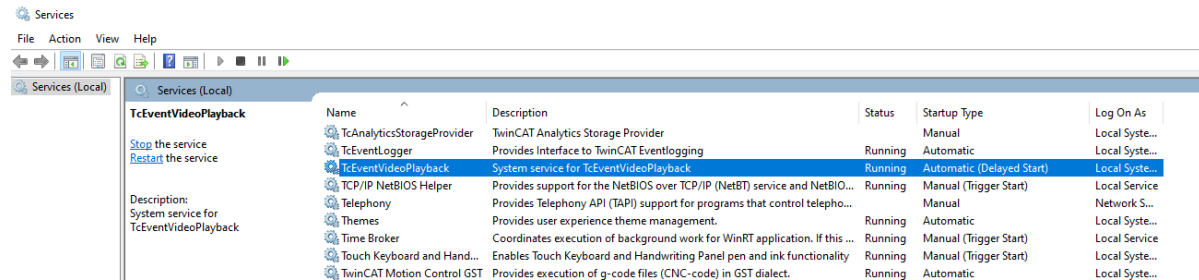 Services
File Action View Help
Services (Local)
Services (Local)
TcEventVideoPlayback
Stop the service
Restart the service
Description:
System service for
TcEventVideoPlayback
Name Description Status Startup Type Log On As
TcAnalyticsStorageProvider TwinCAT Analytics Storage Provider Manual Local Syste...
TcEventLogger Provides Interface to TwinCAT Eventlogging Running Automatic Local Syste...
TcEventVideoPlayback System service for TcEventVideoPlayback Running Automatic (Delayed Start) Local Syste...
TCP/IP NetBIOS Helper Provides support for the NetBIOS over TCP/IP (NetBT) service and NetBIO... Running Manual (Trigger Start) Local Service
Telephony Provides Telephony API (TAPI) support for programs that control telepho... Manual Network S...
Themes Provides user experience theme management. Running Automatic Local Syste...
Time Broker Coordinates execution of background work for WinRT application. If this ... Running Manual (Trigger Start) Local Service
Touch Keyboard and Hand... Enables Touch Keyboard and Handwriting Panel pen and ink functionality Running Manual (Trigger Start) Local Syste...
TwinCAT Motion Control GST Provides execution of g-code files (CNC-code) in GST dialect. Running Automatic Local Syste...